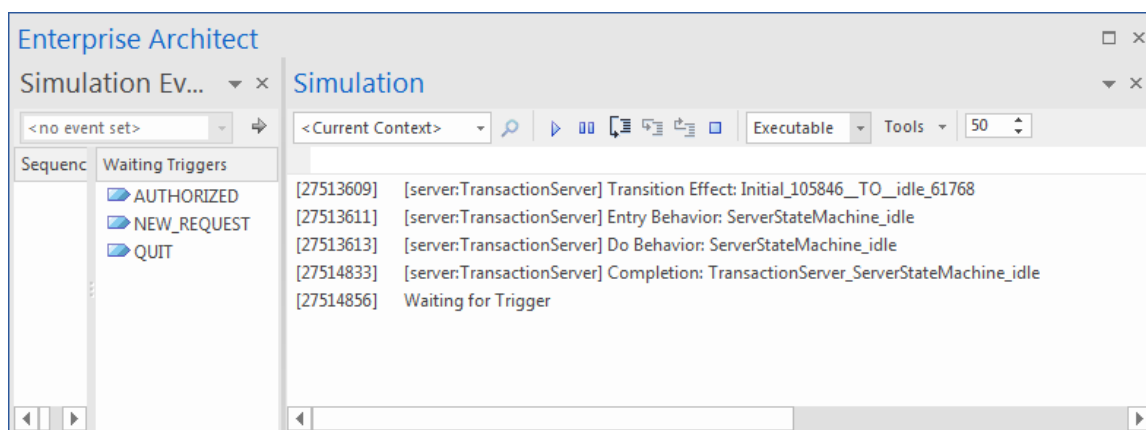 Enterprise Architect
Simulation Ev...
<no event set>
Sequenc Waiting Triggers
AUTHORIZED
NEW_REQUEST
QUIT
Simulation
<Current Context> Executable Tools 50
[27513609] [server:TransactionServer] Transition Effect: Initial_105846__TO__idle_61768
[27513611] [server:TransactionServer] Entry Behavior: ServerStateMachine_idle
[27513613] [server:TransactionServer] Do Behavior: ServerStateMachine_idle
[27514833] [server:TransactionServer] Completion: TransactionServer_ServerStateMachine_idle
[27514856] Waiting for Trigger